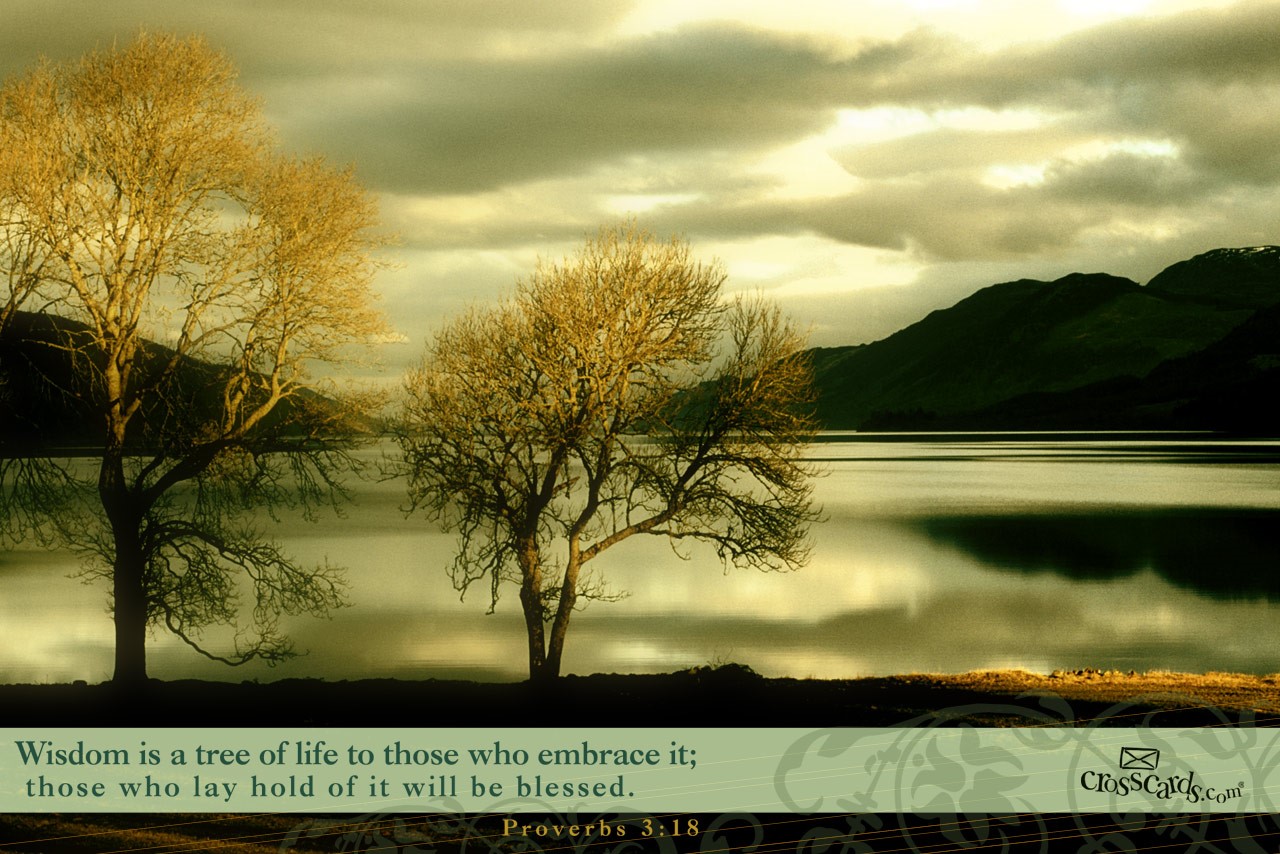 Wisdom is a tree of life to those who embrace it;
those who lay hold of it will be blessed.
crosscards.com®
Proverbs 3:18